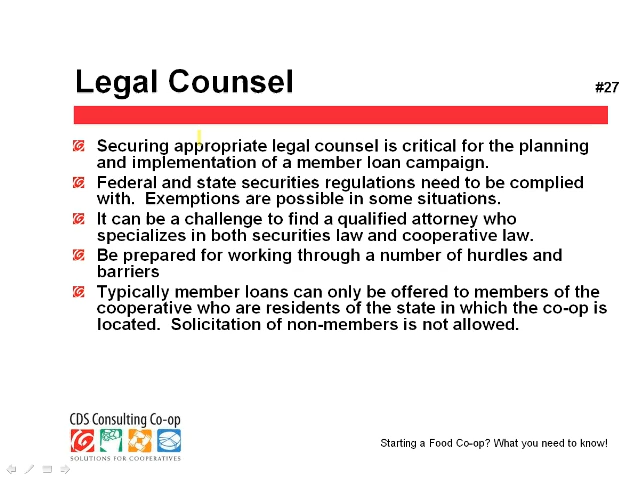 Legal Counsel
#27
Securing appropriate legal counsel is critical for the planning
and implementation of a member loan campaign.
Federal and state securities regulations need to be complied
with.  Exemptions are possible in some situations.
It can be a challenge to find a qualified attorney who
specializes in both securities law and cooperative law.
Be prepared for working through a number of hurdles and
barriers
Typically member loans can only be offered to members of the
cooperative who are residents of the state in which the co-op is
located.  Solicitation of non-members is not allowed.
CDS Consulting Co-op
SOLUTIONS FOR COOPERATIVES
Starting a Food Co-op? What you need to know!